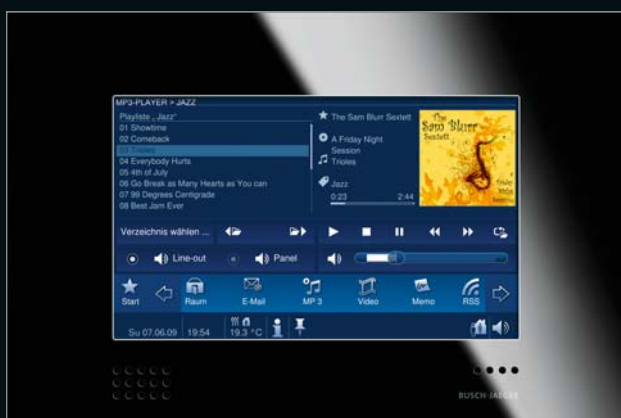 MP3-PLAYER > JAZZ
Playliste „Jazz"
01 Showtime
02 Comeback
03 Trioles
04 Everybody Hurts
05 4th of July
06 Go Break as Many Hearts as You can
07 99 Degrees Centigrade
08 Best Jam Ever
The Sam Blurr Sextett
A Friday Night
Session
Trioles
Jazz
0:23 2:44
The
Sam Blurr
Sextett
Verzeichnis wählen ...
Line-out Panel
Start Raum E-Mail MP 3 Video Memo RSS
Su 07.06.09 19:54 19.3 °C
BUSCH-JAEGER